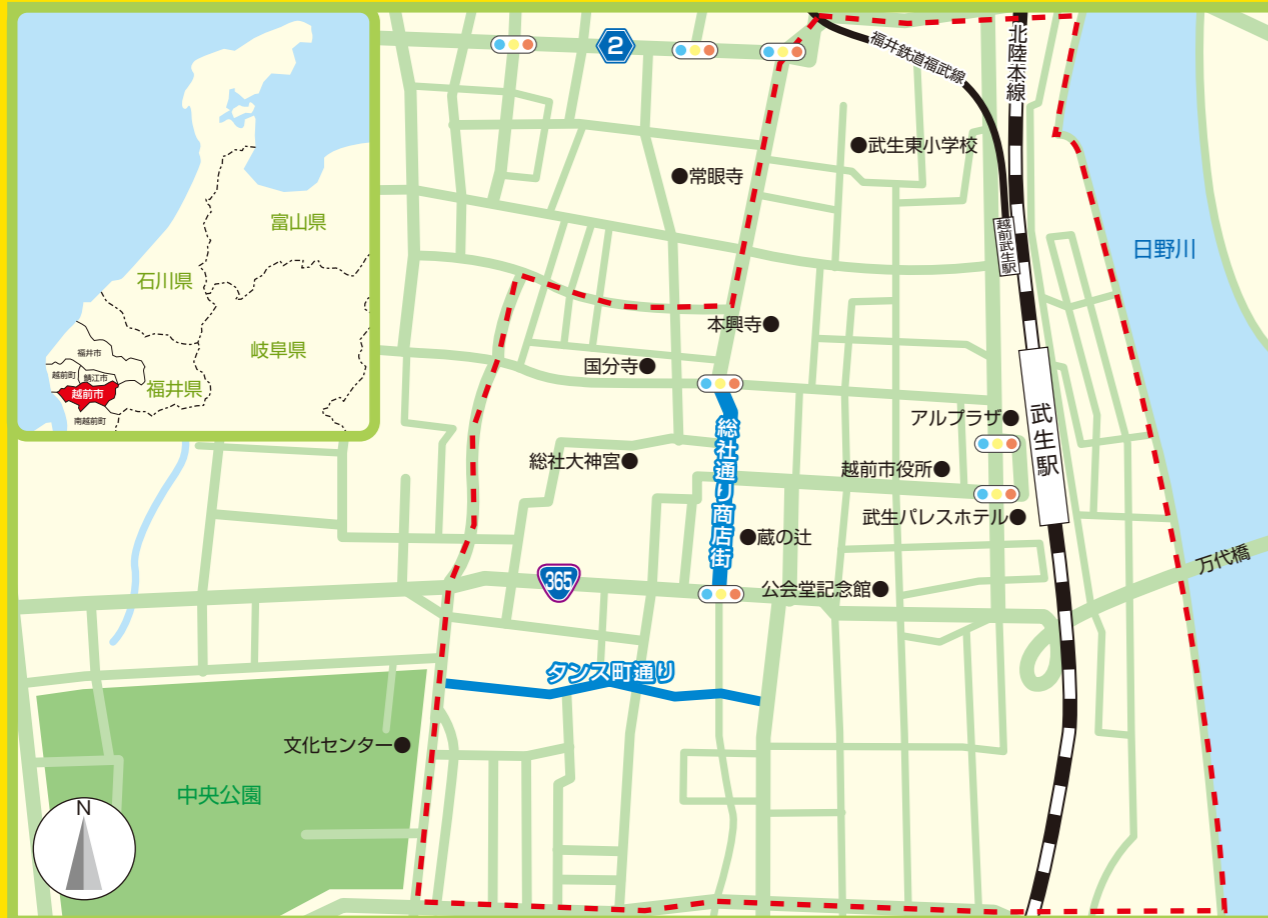 富山県
石川県
岐阜県
福井市
越前町
鯖江市
越前市
福井県
南越前町
2
福井鉄道福武線
北陸本線
武生東小学校
常眼寺
越前武生駅
日野川
本興寺
国分寺
アルプラザ
武生駅
総社通り商店街
総社大神宮
越前市役所
武生パレスホテル
蔵の辻
万代橋
365
公会堂記念館
タンス町通り
文化センター
中央公園
N